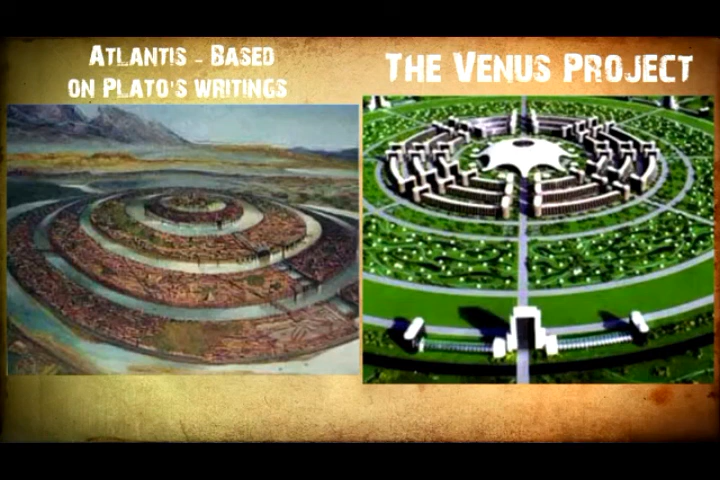 Atlantis - Based
on Plato's writings
The Venus Project